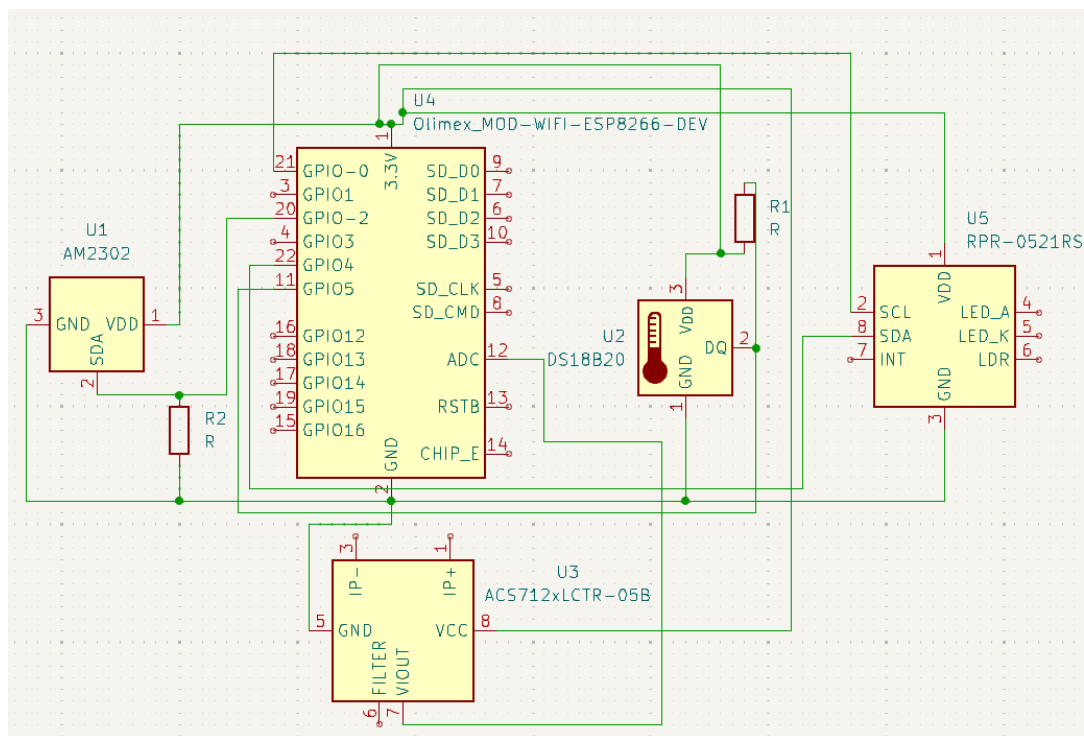 U4
Olimex_MOD-WIFI-ESP8266-DEV
1
3.3V
21 GPIO-0
3 GPIO1
20 GPIO-2
4 GPIO3
22 GPIO4
11 GPIO5
16 GPIO12
18 GPIO13
17 GPIO14
19 GPIO15
15 GPIO16
SD_D0 9
SD_D1 7
SD_D2 6
SD_D3 10
SD_CLK 5
SD_CMD 8
ADC 12
RSTB 13
CHIP_E 14
GND
2
U1
AM2302
3 GND VDD 1
SDA
2
R2
R
R1
R
U2
DS18B20
3
VDD
DQ 2
GND
1
U5
RPR-0521RS
1
VDD
2 SCL
8 SDA
7 INT
LED_A 4
LED_K 5
LDR 6
GND
3
U3
ACS712xLCTR-05B
3
IP-
1
IP+
5 GND
VCC 8
FILTER
VIOUT
6
7